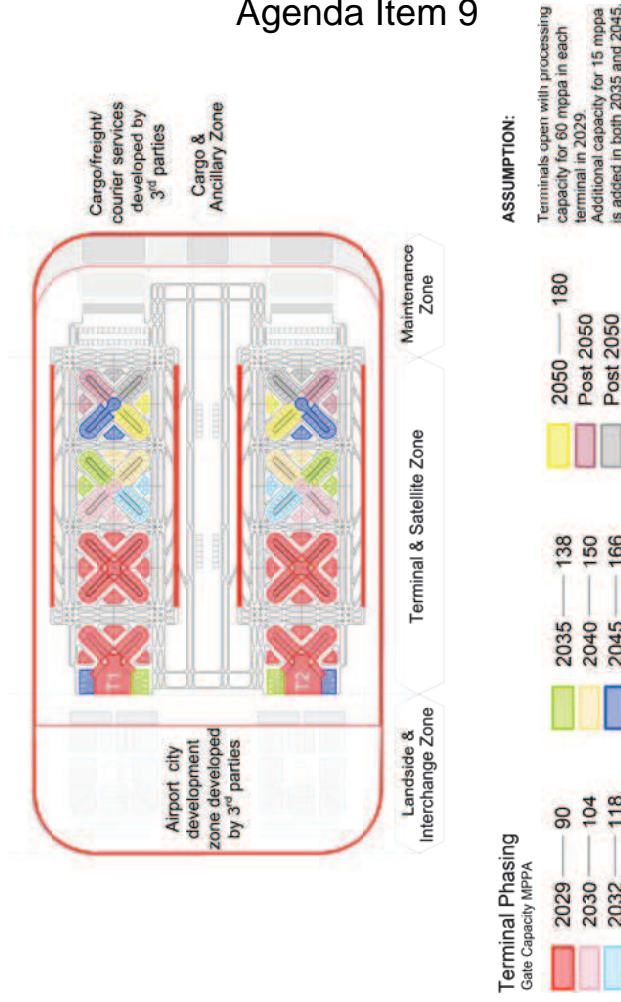 Agenda Item 9
Cargo/freight/
courier services
developed by
3rd parties
Cargo &
Ancillary Zone
Airport city
development
zone developed
by 3rd parties
T1
T2
Landside &
Interchange Zone
Terminal & Satellite Zone
Maintenance
Zone
Terminal Phasing
Gate Capacity MPPA
2029 — 90
2030 — 104
2032 — 118
2035 — 138
2040 — 150
2045 — 166
2050 — 180
Post 2050
Post 2050
ASSUMPTION:
Terminals open with processing
capacity for 60 mppa in each
terminal in 2029.
Additional capacity for 15 mppa
is added in both 2035 and 2045.